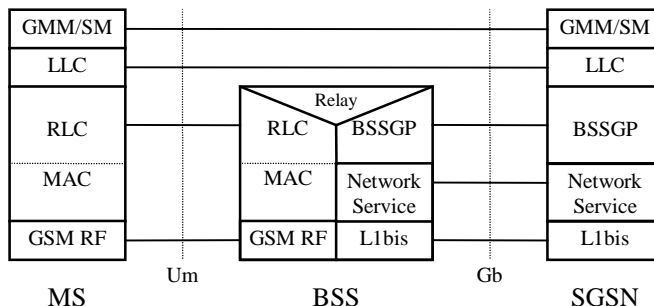 GMM/SM GMM/SM
LLC LLC
Relay
RLC RLC BSSGP BSSGP
MAC MAC Network Network
Service Service
GSM RF GSM RF L1bis L1bis
Um Gb
MS BSS SGSN